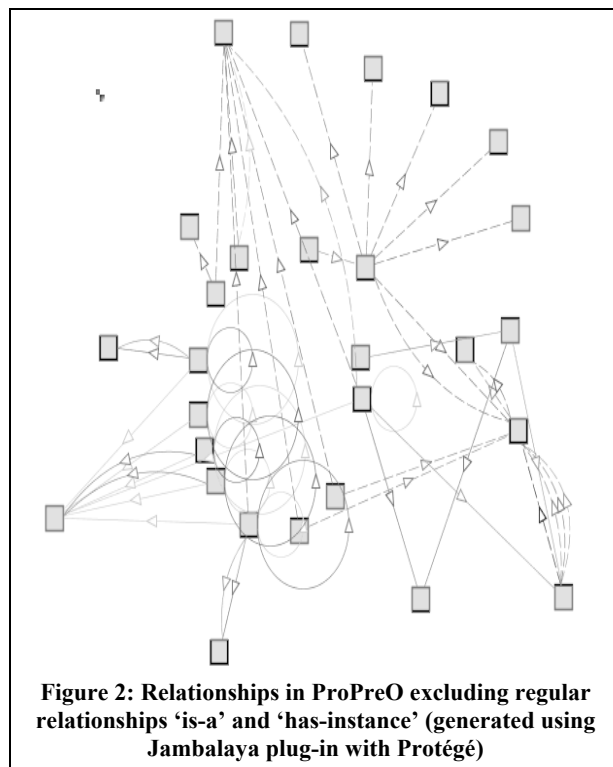 Figure 2: Relationships in ProPreO excluding regular
relationships ‘is-a’ and ‘has-instance’ (generated using
Jambalaya plug-in with Protégé)